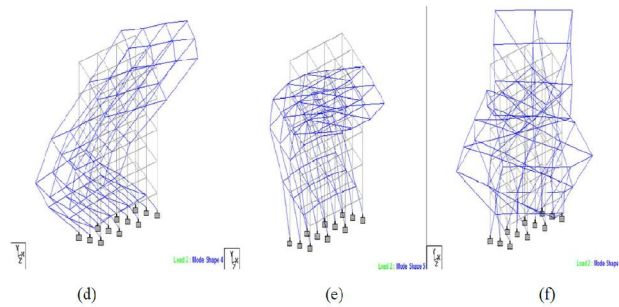 Load 2 : Mode Shape 4
Load 2 : Mode Shape 5
Load 2 : Mode Shape
(d)
(e)
(f)